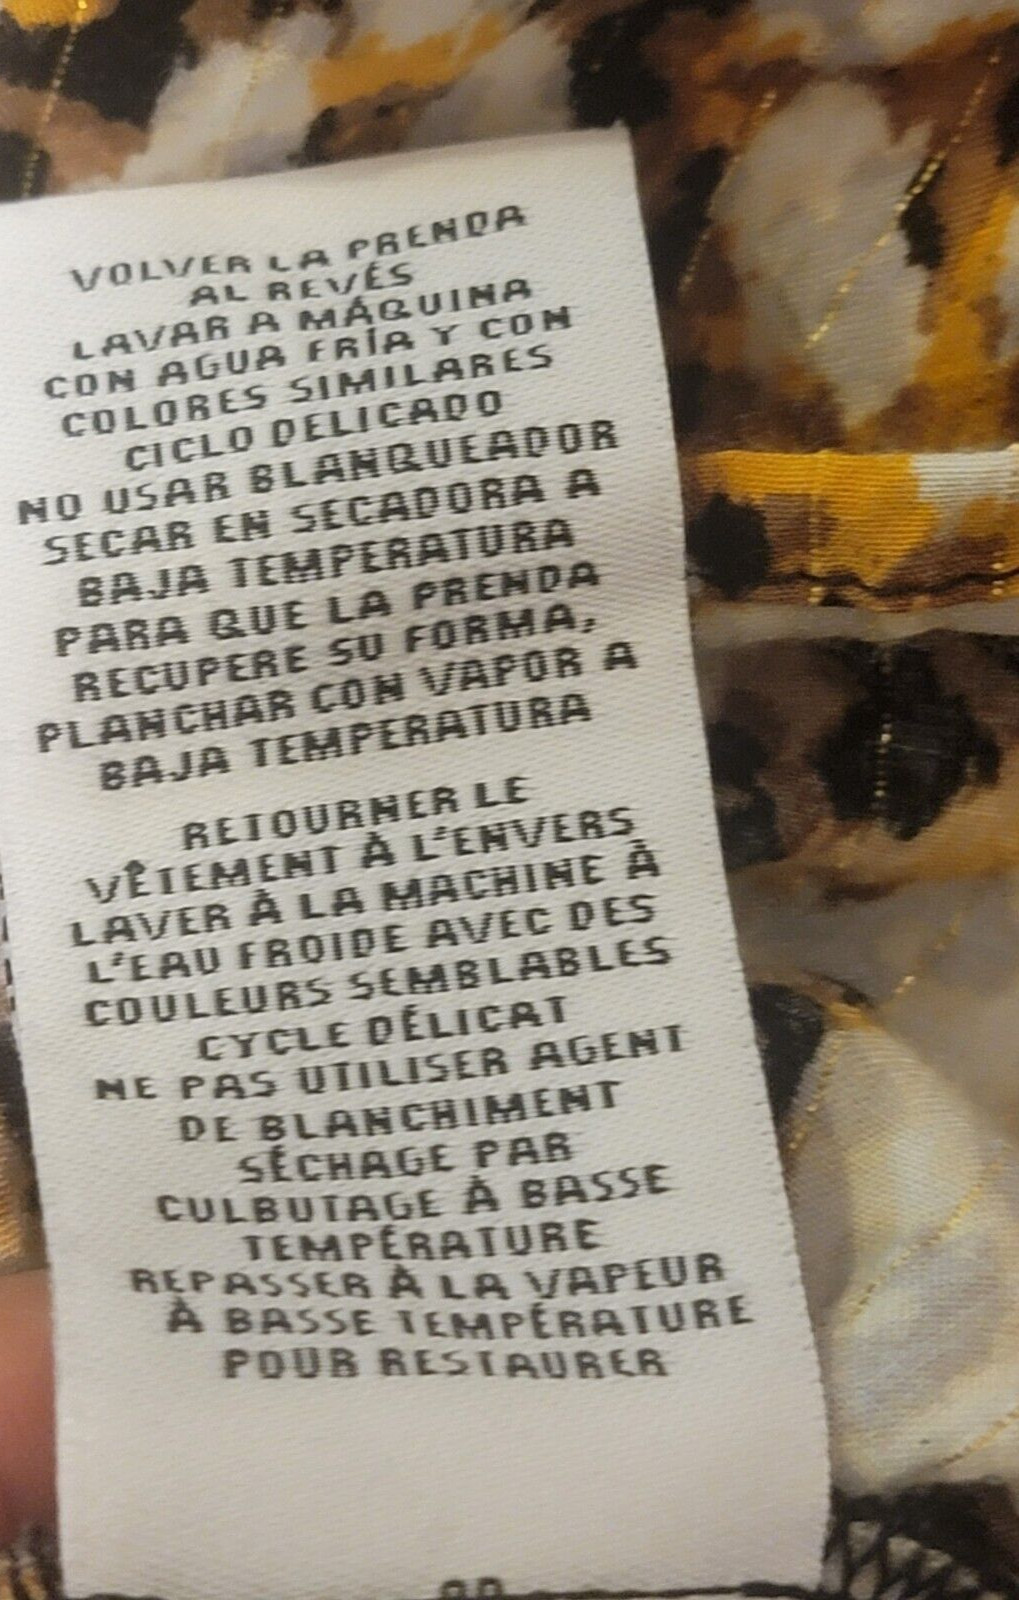 VOLVER LA PRENDA
AL REVÉS
LAVAR A MÁQUINA
CON AGUA FRÍA Y CON
COLORES SIMILARES
CICLO DELICADO
NO USAR BLANQUEADOR
SECAR EN SECADORA A
BAJA TEMPERATURA
PARA QUE LA PRENDA
RECUPERE SU FORMA,
PLANCHAR CON VAPOR A
BAJA TEMPERATURA
RETOURNER LE
VÊTEMENT À L'ENVERS
LAVER À LA MACHINE À
L'EAU FROIDE AVEC DES
COULEURS SEMBLABLES
CYCLE DÉLICAT
NE PAS UTILISER AGENT
DE BLANCHIMENT
SÉCHAGE PAR
CULBUTAGE À BASSE
TEMPÉRATURE
REPASSER À LA VAPEUR
À BASSE TEMPÉRATURE
POUR RESTAURER